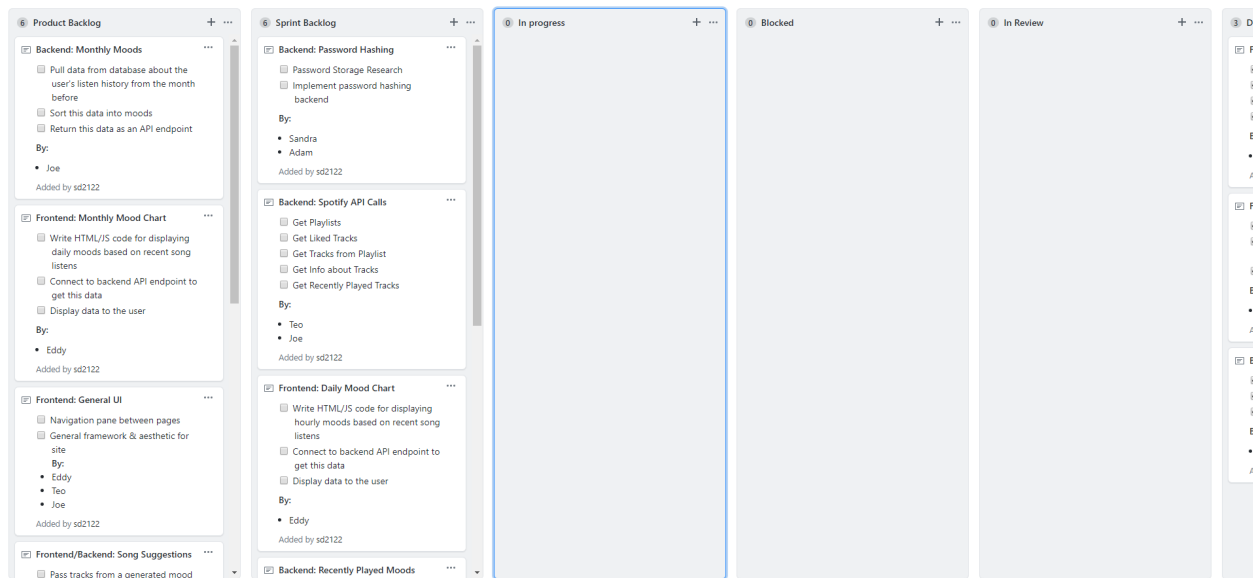 6 Product Backlog
Backend: Monthly Moods
Pull data from database about the
user's listen history from the month
before
Sort this data into moods
Return this data as an API endpoint
By:
Joe
Added by sd2122
Frontend: Monthly Mood Chart
Write HTML/JS code for displaying
daily moods based on recent song
listens
Connect to backend API endpoint to
get this data
Display data to the user
By:
Eddy
Added by sd2122
Frontend: General UI
Navigation pane between pages
General framework & aesthetic for
site
By:
Eddy
Teo
Joe
Added by sd2122
Frontend/Backend: Song Suggestions
Pass tracks from a generated mood
6 Sprint Backlog
Backend: Password Hashing
Password Storage Research
Implement password hashing
backend
By:
Sandra
Adam
Added by sd2122
Backend: Spotify API Calls
Get Playlists
Get Liked Tracks
Get Tracks from Playlist
Get Info about Tracks
Get Recently Played Tracks
By:
Teo
Joe
Added by sd2122
Frontend: Daily Mood Chart
Write HTML/JS code for displaying
hourly moods based on recent song
listens
Connect to backend API endpoint to
get this data
Display data to the user
By:
Eddy
Added by sd2122
Backend: Recently Played Moods
0 In progress
0 Blocked
0 In Review
3 D